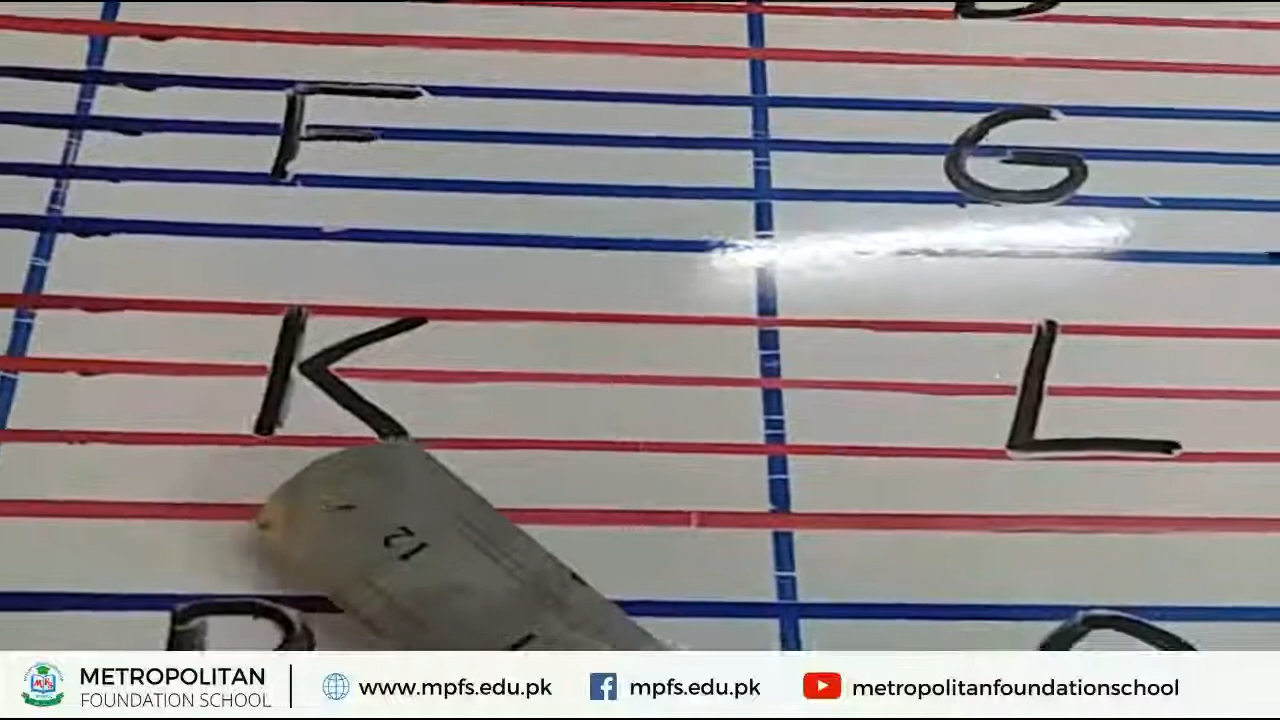 F G
K L
12
METROPOLITAN
FOUNDATION SCHOOL
www.mpfs.edu.pk mpfs.edu.pk metropolitanfoundationschool